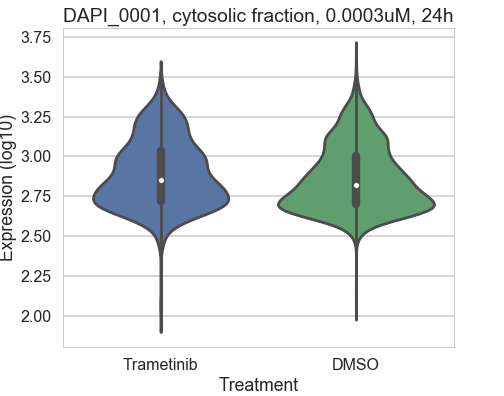 DAPI_0001, cytosolic fraction, 0.0003uM, 24h
Expression (log10)
3.75
3.50
3.25
3.00
2.75
2.50
2.25
2.00
Trametinib DMSO
Treatment